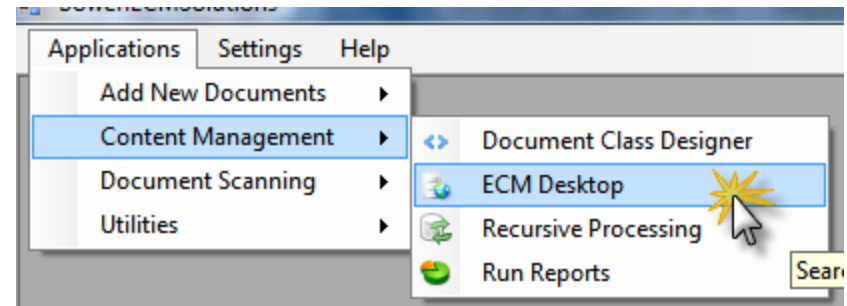 Applications Settings Help
Add New Documents
Content Management
Document Scanning
Utilities
Document Class Designer
ECM Desktop
Recursive Processing
Run Reports